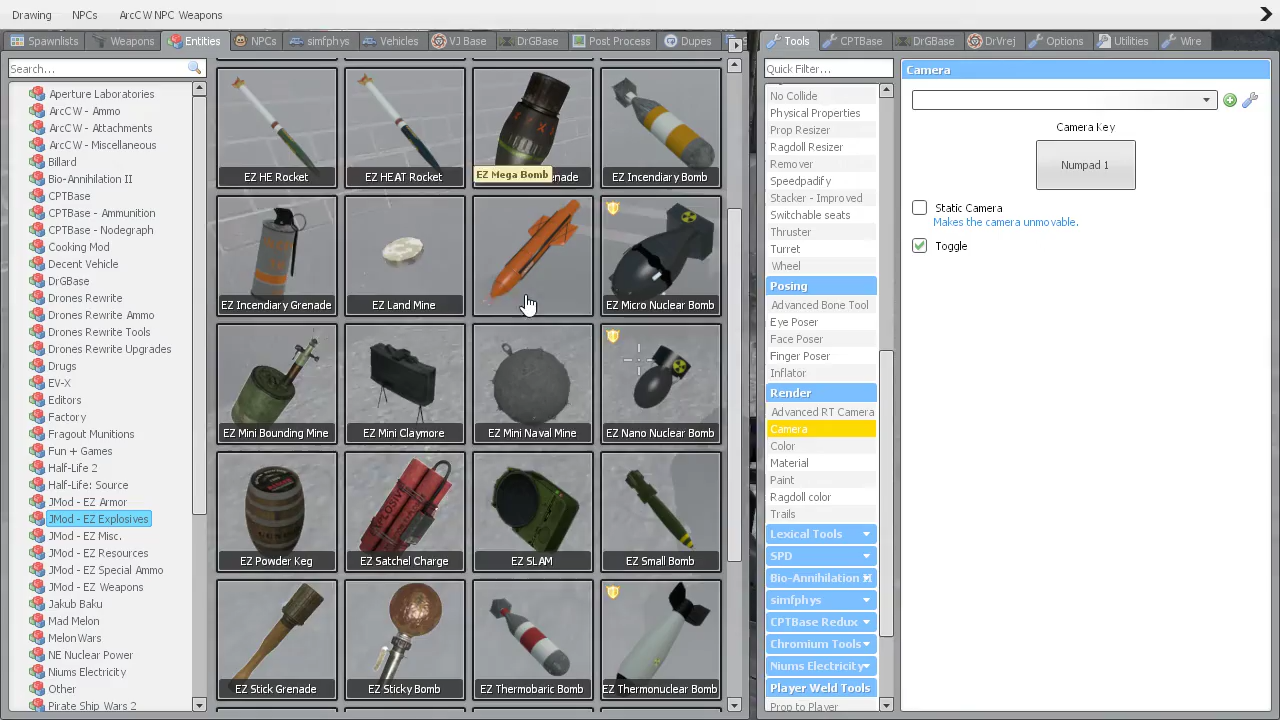 Drawing NPCs ArcCW NPC Weapons
Spawnlists Weapons Entities NPCs simfphys Vehicles VJ Base DrGBase Post Process Dupes
Search...
Aperture Laboratories
ArcCW - Ammo
ArcCW - Attachments
ArcCW - Miscellaneous
Billard
Bio-Annihilation II
CPTBase
CPTBase - Ammunition
CPTBase - Nodegraph
Cooking Mod
Decent Vehicle
DrGBase
Drones Rewrite
Drones Rewrite Ammo
Drones Rewrite Tools
Drones Rewrite Upgrades
Drugs
EV-X
Editors
Factory
Fragout Munitions
Fun + Games
Half-Life 2
Half-Life: Source
JMod - EZ Armor
JMod - EZ Explosives
JMod - EZ Misc.
JMod - EZ Resources
JMod - EZ Special Ammo
JMod - EZ Weapons
Jakub Baku
Mad Melon
MelonWars
Niums Electricity
Other
Pirate Ship Wars 2
EZ HE Rocket
EZ HEAT Rocket
EZ Mega Bomb
EZ Incendiary Bomb
EZ Incendiary Grenade
EZ Land Mine
EZ Micro Nuclear Bomb
EZ Mini Bounding Mine
EZ Mini Claymore
EZ Mini Naval Mine
EZ Nano Nuclear Bomb
EZ Powder Keg
EZ Satchel Charge
EZ SLAM
EZ Small Bomb
EZ Stick Grenade
EZ Sticky Bomb
EZ Thermobaric Bomb
EZ Thermonuclear Bomb
Tools CPTBase DrGBase DrVrej Options Utilities Wire
Quick Filter...
No Collide
Physical Properties
Prop Resizer
Ragdoll Resizer
Remover
Speedpadify
Stacker - Improved
Switchable seats
Thruster
Turret
Wheel
Posing
Advanced Bone Tool
Eye Poser
Face Poser
Finger Poser
Inflator
Render
Advanced RT Camera
Camera
Color
Material
Paint
Ragdoll color
Trails
Lexical Tools
SPD
Bio-Annihilation II
simfphys
CPTBase Redux
Chromium Tools
Niums Electricity
Player Weld Tools
Prop to Player
Camera
Camera Key
Numpad 1
Static Camera
Makes the camera unmovable.
Toggle